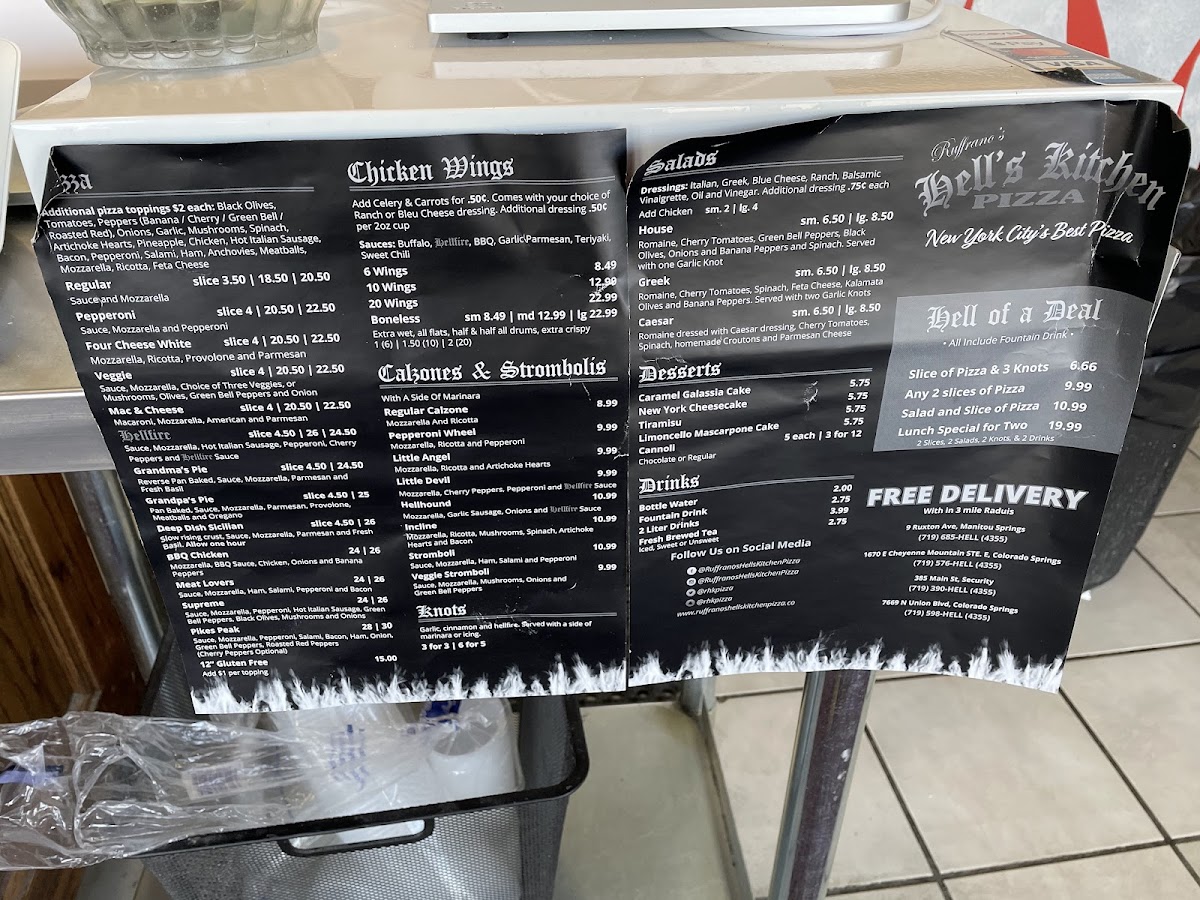 zza
Additional pizza toppings $2 each: Black Olives,
Tomatoes, Peppers (Banana / Cherry / Green Bell /
Roasted Red), Onions, Garlic, Mushrooms, Spinach,
Artichoke Hearts, Pineapple, Chicken, Hot Italian Sausage,
Bacon, Pepperoni, Salami, Ham, Anchovies, Meatballs,
Mozzarella, Ricotta, Feta Cheese
Regular slice 3.50 | 18.50 | 20.50
Sauce and Mozzarella
Pepperoni slice 4 | 20.50 | 22.50
Sauce, Mozzarella and Pepperoni
Four Cheese White slice 4 | 20.50 | 22.50
Mozzarella, Ricotta, Provolone and Parmesan
Veggie slice 4 | 20.50 | 22.50
Sauce, Mozzarella, Choice of Three Veggies, or
Mushrooms, Olives, Green Bell Peppers and Onion
Mac & Cheese slice 4 | 20.50 | 22.50
Macaroni, Mozzarella, American and Parmesan
Hellfire slice 4.50 | 26 | 24.50
Sauce, Mozzarella, Hot Italian Sausage, Pepperoni, Cherry
Peppers and Hellfire Sauce
Grandma's Pie slice 4.50 | 24.50
Reverse Pan Baked, Sauce, Mozzarella, Parmesan and
Fresh Basil
Grandpa's Pie slice 4.50 | 25
Pan Baked, Sauce, Mozzarella, Parmesan, Provolone,
Meatballs and Oregano
Deep Dish Sicilian slice 4.50 | 26
Slow rising crust, Sauce, Mozzarella, Parmesan and Fresh
Basil. Allow one hour
BBQ Chicken 24 | 26
Mozzarella, BBQ Sauce, Chicken, Onions and Banana
Peppers
Meat Lovers 24 | 26
Sauce, Mozzarella, Ham, Salami, Pepperoni and Bacon
Supreme 24 | 26
Sauce, Mozzarella, Pepperoni, Hot Italian Sausage, Green
Bell Peppers, Black Olives, Mushrooms and Onions
Pikes Peak 28 | 30
Sauce, Mozzarella, Pepperoni, Salami, Bacon, Ham, Onion,
Green Bell Peppers, Roasted Red Peppers
(Cherry Peppers Optional)
12" Gluten Free 15.00
Add $1 per topping
Chicken Wings
Add Celery & Carrots for .50¢. Comes with your choice of
Ranch or Bleu Cheese dressing. Additional dressing .50¢
per 2oz cup
Sauces: Buffalo, Hellfire, BBQ, Garlic Parmesan, Teriyaki,
Sweet Chili
6 Wings 8.49
10 Wings 12.99
20 Wings 22.99
Boneless sm 8.49 | md 12.99 | lg 22.99
Extra wet, all flats, half & half all drums, extra crispy
1 (6) | 1.50 (10) | 2 (20)
Calzones & Strombolis
With A Side Of Marinara
Regular Calzone 8.99
Mozzarella And Ricotta
Pepperoni Wheel 9.99
Mozzarella, Ricotta and Pepperoni
Little Angel 9.99
Mozzarella, Ricotta and Artichoke Hearts
Little Devil 9.99
Mozzarella, Cherry Peppers, Pepperoni and Hellfire Sauce
Hellhound 10.99
Mozzarella, Garlic Sausage, Onions and Hellfire Sauce
Incline 10.99
Mozzarella, Ricotta, Mushrooms, Spinach, Artichoke
Hearts and Bacon
Stromboli 10.99
Sauce, Mozzarella, Ham, Salami and Pepperoni
Veggie Stromboli 9.99
Sauce, Mozzarella, Mushrooms, Onions and
Green Bell Peppers
Knots
Garlic, cinnamon and hellfire. Served with a side of
marinara or icing.
3 for 3 | 6 for 5
Salads
Dressings: Italian, Greek, Blue Cheese, Ranch, Balsamic
Vinalgrette, Oil and Vinegar. Additional dressing .75¢ each
Add Chicken sm. 2 | lg. 4
House sm. 6.50 | lg. 8.50
Romaine, Cherry Tomatoes, Green Bell Peppers, Black
Olives, Onions and Banana Peppers and Spinach. Served
with one Garlic Knot
Greek sm. 6.50 | lg. 8.50
Romaine, Cherry Tomatoes, Spinach, Feta Cheese, Kalamata
Olives and Banana Peppers. Served with two Garlic Knots
Caesar sm. 6.50 | lg. 8.50
Romaine dressed with Caesar dressing, Cherry Tomatoes,
Spinach, homemade Croutons and Parmesan Cheese
Desserts
Caramel Galassia Cake 5.75
New York Cheesecake 5.75
Tiramisu 5.75
Limoncello Mascarpone Cake 5.75
Cannoli 5 each | 3 for 12
Chocolate or Regular
Drinks
Bottle Water 2.00
Fountain Drink 2.75
2 Liter Drinks 3.99
Fresh Brewed Tea 2.75
Iced, Sweet or Unsweet
Follow Us on Social Media
@RuffranosHellsKitchenPizza
@RuffranosHellsKitchenPizza
@rhkpizza
@rhkpizza
www.ruffranoshellskitchenpizza.co
Ruffrano's
Hell's Kitchen
PIZZA
New York City's Best Pizza
Hell of a Deal
• All Include Fountain Drink •
Slice of Pizza & 3 Knots 6.66
Any 2 slices of Pizza 9.99
Salad and Slice of Pizza 10.99
Lunch Special for Two 19.99
2 Slices, 2 Salads, 2 Knots, & 2 Drinks
FREE DELIVERY
With in 3 mile Raduis
9 Ruxton Ave, Manitou Springs
(719) 685-HELL (4355)
1670 E Cheyenne Mountain STE. E, Colorado Springs
(719) 576-HELL (4355)
385 Main St, Security
(719) 390-HELL (4355)
7669 N Union Blvd, Colorado Springs
(719) 598-HELL (4355)
VISA